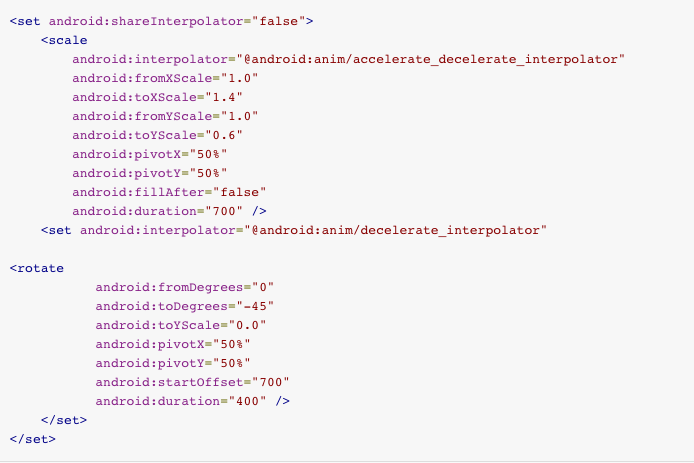 <set android:shareInterpolator="false">
<scale
android:interpolator="@android:anim/accelerate_decelerate_interpolator"
android:fromXScale="1.0"
android:toXScale="1.4"
android:fromYScale="1.0"
android:toYScale="0.6"
android:pivotX="50%"
android:pivotY="50%"
android:fillAfter="false"
android:duration="700" />
<set android:interpolator="@android:anim/decelerate_interpolator"
<rotate
android:fromDegrees="0"
android:toDegrees="-45"
android:toYScale="0.0"
android:pivotX="50%"
android:pivotY="50%"
android:startOffset="700"
android:duration="400" />
</set>
</set>